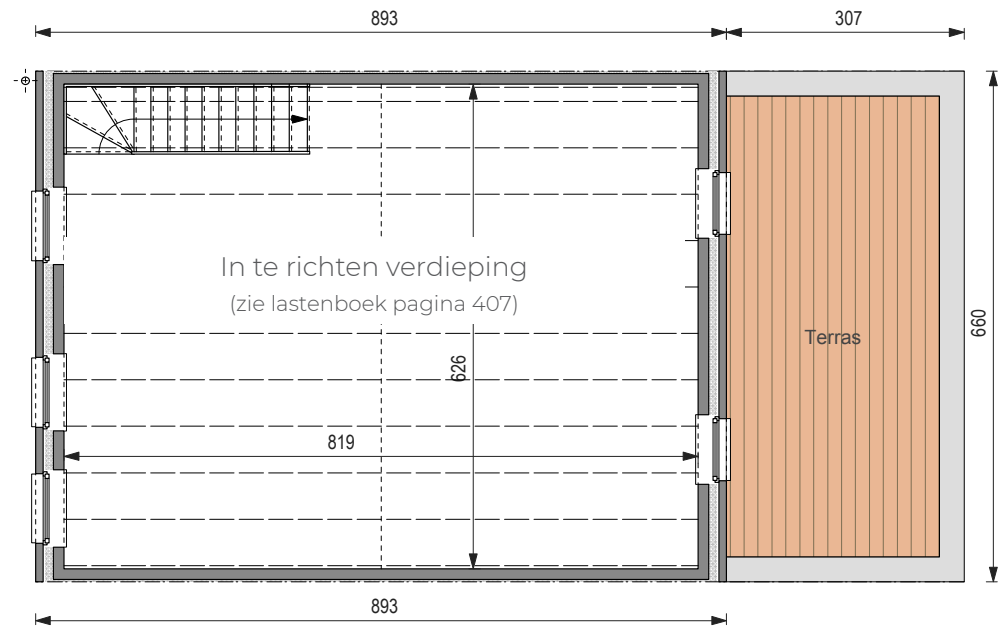 893
307
In te richten verdieping
(zie lastenboek pagina 407)
Terras
660
626
819
893